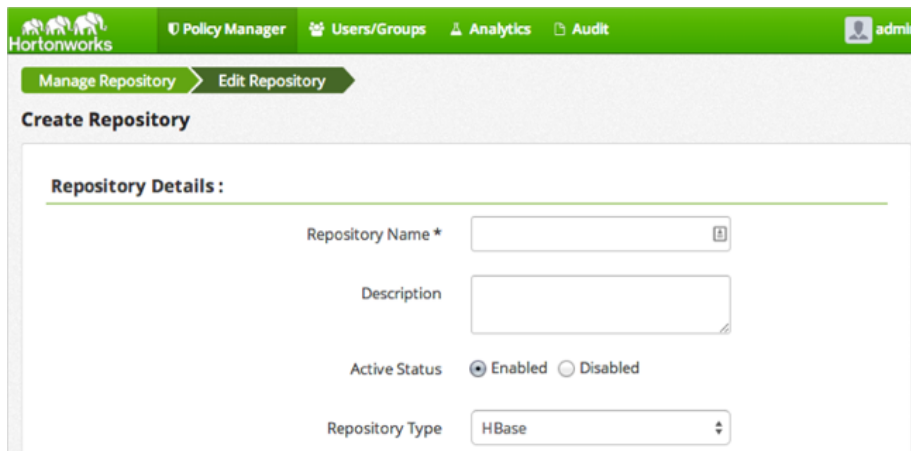 Hortonworks
Policy Manager Users/Groups Analytics Audit admi
Manage Repository Edit Repository
Create Repository
Repository Details :
Repository Name *
Description
Active Status Enabled Disabled
Repository Type HBase